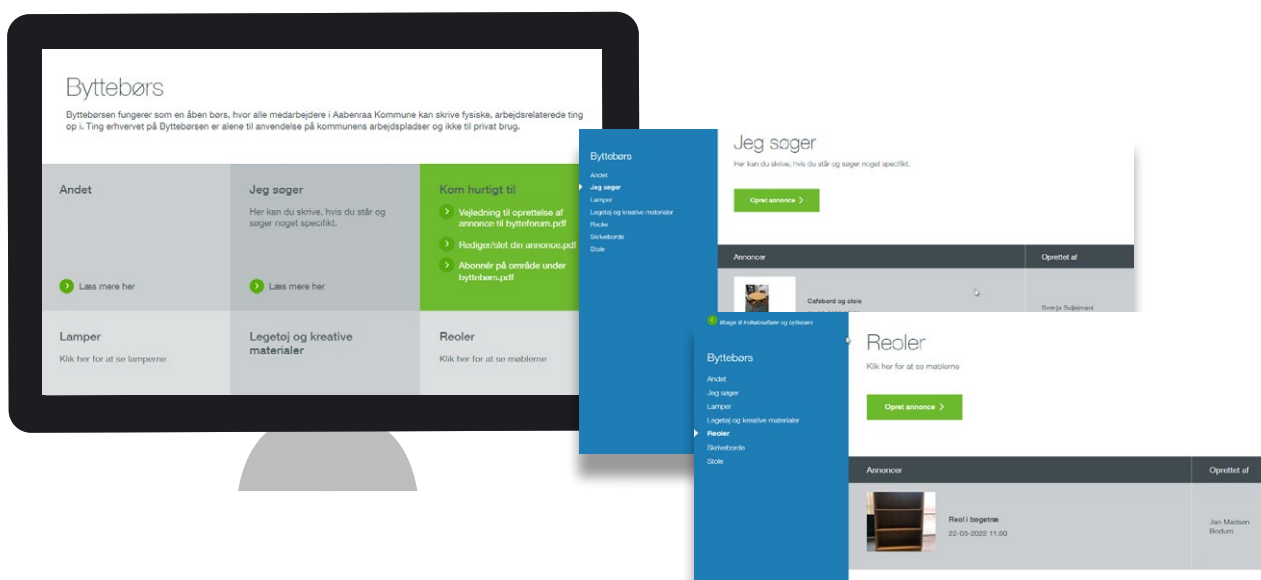 Byttebørs
Byttebørsen fungerer som en åben børs, hvor alle medarbejdere i Aabenraa Kommune kan skrive fysiske, arbejdsrelaterede ting
op i. Ting erhvervet på Byttebørsen er alene til anvendelse på kommunens arbejdspladser og ikke til privat brug.
Andet
Læs mere her
Jeg søger
Her kan du skrive, hvis du står og
søger noget specifikt.
Læs mere her
Kom hurtigt til
Vejledning til oprettelse af
annonce til bytteforum.pdf
Rediger/slet din annonce.pdf
Abonnér på område under
byttebørs.pdf
Lamper
Klik her for at se lamperne
Legetøj og kreative
materialer
Reoler
Klik her for at se møblerne
Byttebørs
Andet
Jeg søger
Lamper
Legetøj og kreative materialer
Reoler
Skriveborde
Stole
Jeg søger
Her kan du skrive, hvis du står og søger noget specifikt.
Opret annonce
Annoncer
Oprettet af
Cafebord og stole
Svenja Suljejmani
Tilbage til Indkøbsaftaler og byttebørs
Byttebørs
Andet
Jeg søger
Lamper
Legetøj og kreative materialer
Reoler
Skriveborde
Stole
Reoler
Klik her for at se møblerne
Opret annonce
Annoncer
Oprettet af
Reol i bøgetræ
22-03-2022 11:00
Jan Madsen
Bodum